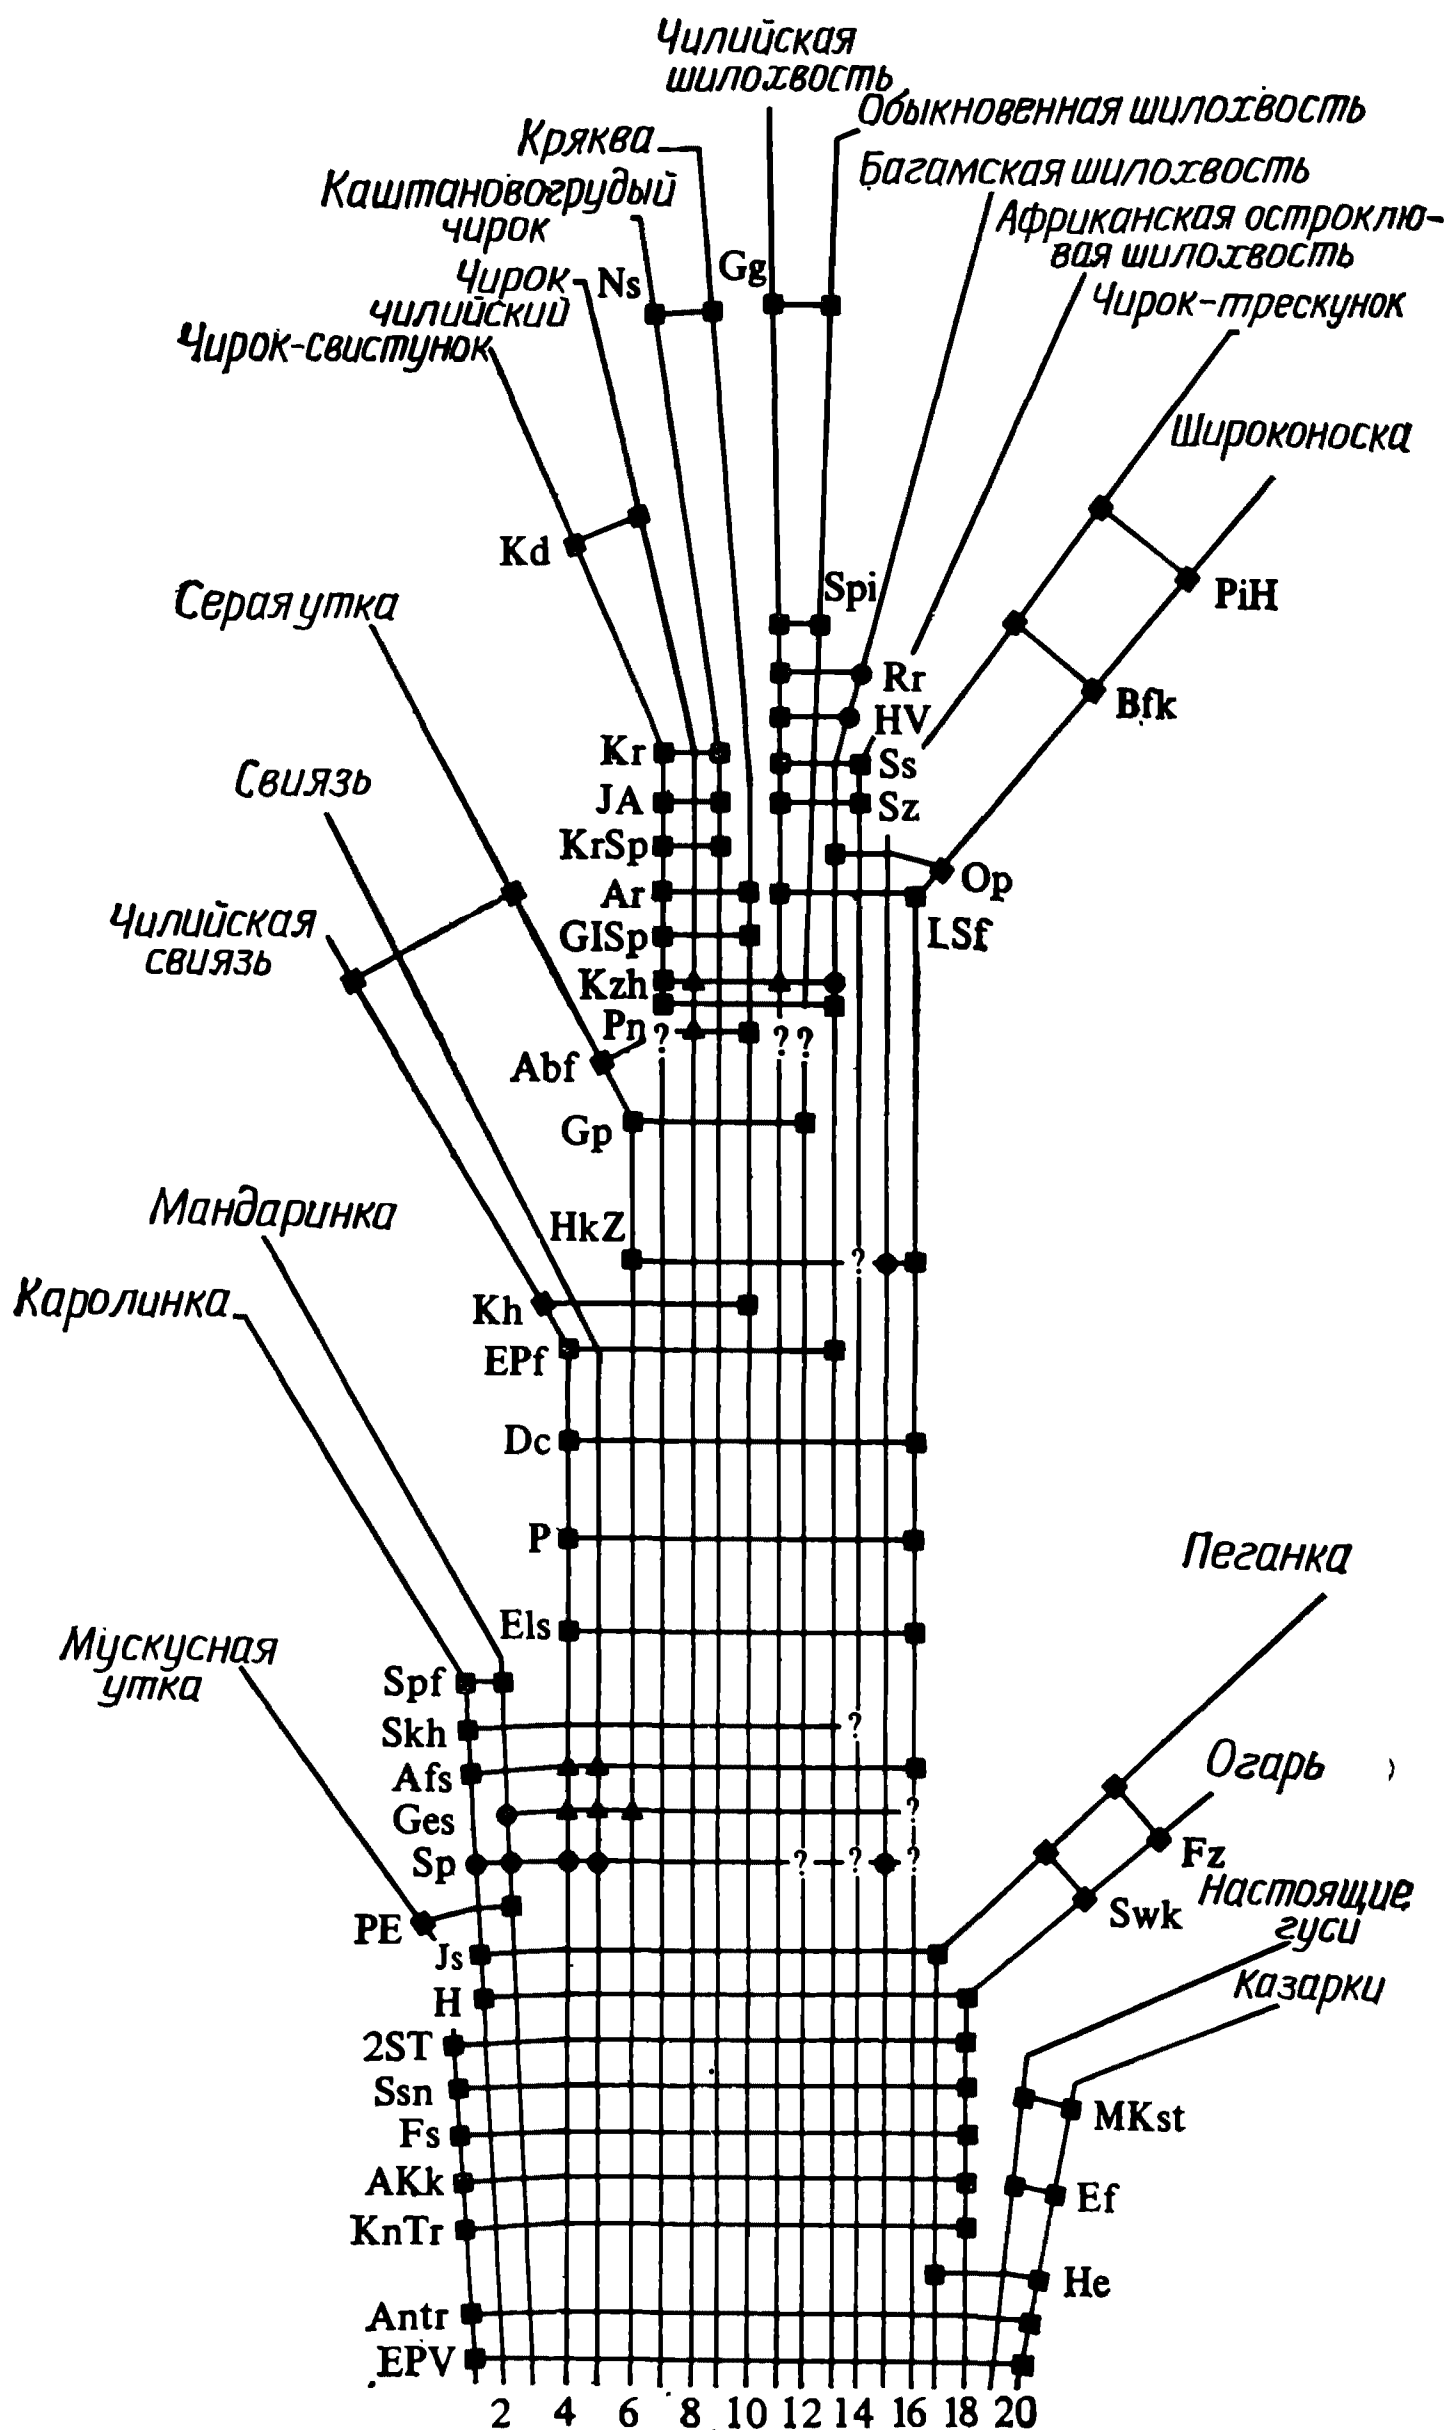 Чилийская
шилохвость
Обыкновенная шилохвость
Кряква
Багамская шилохвость
Каштановогрудый
чирок
Африканская остроклю-
вая шилохвость
Чирок
чилийский
Ns
Gg
Чирок-трескунок
Чирок-свистунок
Широконоска
Kd
Серая утка
Spi
PiH
Rr
Bfk
HV
Свиязь
Kr
Ss
JA
Sz
KrSp
Ar
Op
Чилийская
свиязь
GISp
LSf
Kzh
Pn
? ? ?
Abf
Gp
Мандаринка
HkZ
?
Каролинка
Kh
EPf
Dc
P
Пеганка
Els
Мускусная
утка
Spf
Skh
?
Огарь
Afs
Ges
?
Sp
? ? ?
Fz
Настоящие
гуси
Swk
PE
Js
казарки
H
2ST
Ssn
MKst
Fs
AKk
Ef
KnTr
He
Antr
EPV
2 4 6 8 10 12 14 16 18 20